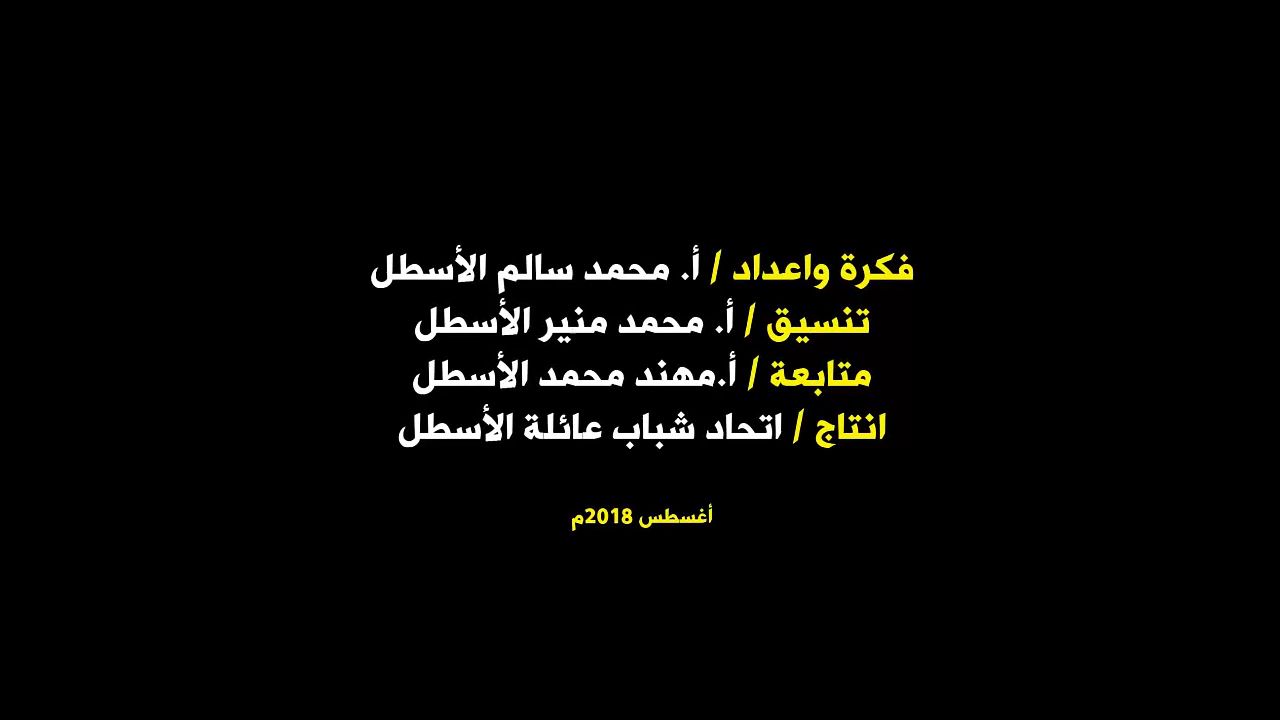 فكرة واعداد / أ. محمد سالم الأسطل
تنسيق / أ. محمد منير الأسطل
متابعة / أ.مهند محمد الأسطل
انتاج / اتحاد شباب عائلة الأسطل
أغسطس 2018م